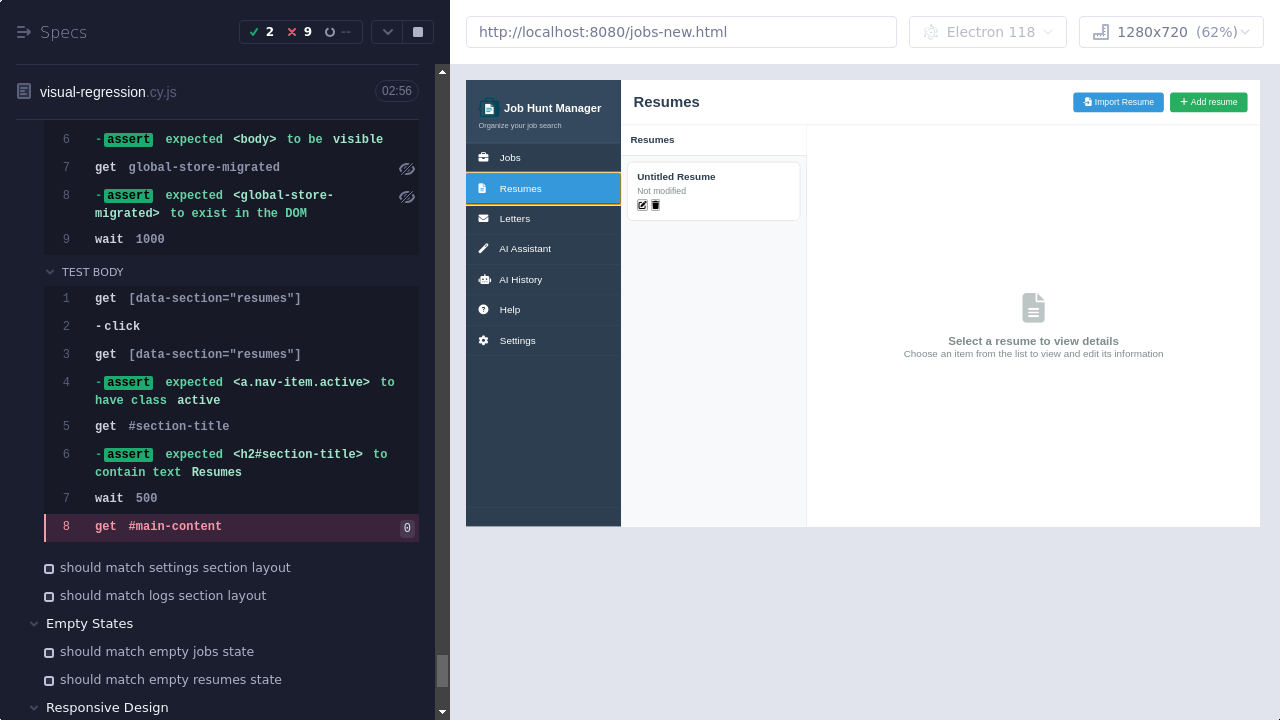 Specs
2
9
--
visual-regression.cy.js
02:56
6 -assert expected <body> to be visible
7 get global-store-migrated
8 -assert expected <global-store-
migrated> to exist in the DOM
9 wait 1000
TEST BODY
1 get [data-section="resumes"]
2 -click
3 get [data-section="resumes"]
4 -assert expected <a.nav-item.active> to
have class active
5 get #section-title
6 -assert expected <h2#section-title> to
contain text Resumes
7 wait 500
8 get #main-content 0
should match settings section layout
should match logs section layout
Empty States
should match empty jobs state
should match empty resumes state
Responsive Design
http://localhost:8080/jobs-new.html
Electron 118
1280x720 (62%)
Job Hunt Manager
Organize your job search
Jobs
Resumes
Letters
AI Assistant
AI History
Help
Settings
Resumes
Import Resume
Add resume
Resumes
Untitled Resume
Not modified
Select a resume to view details
Choose an item from the list to view and edit its information